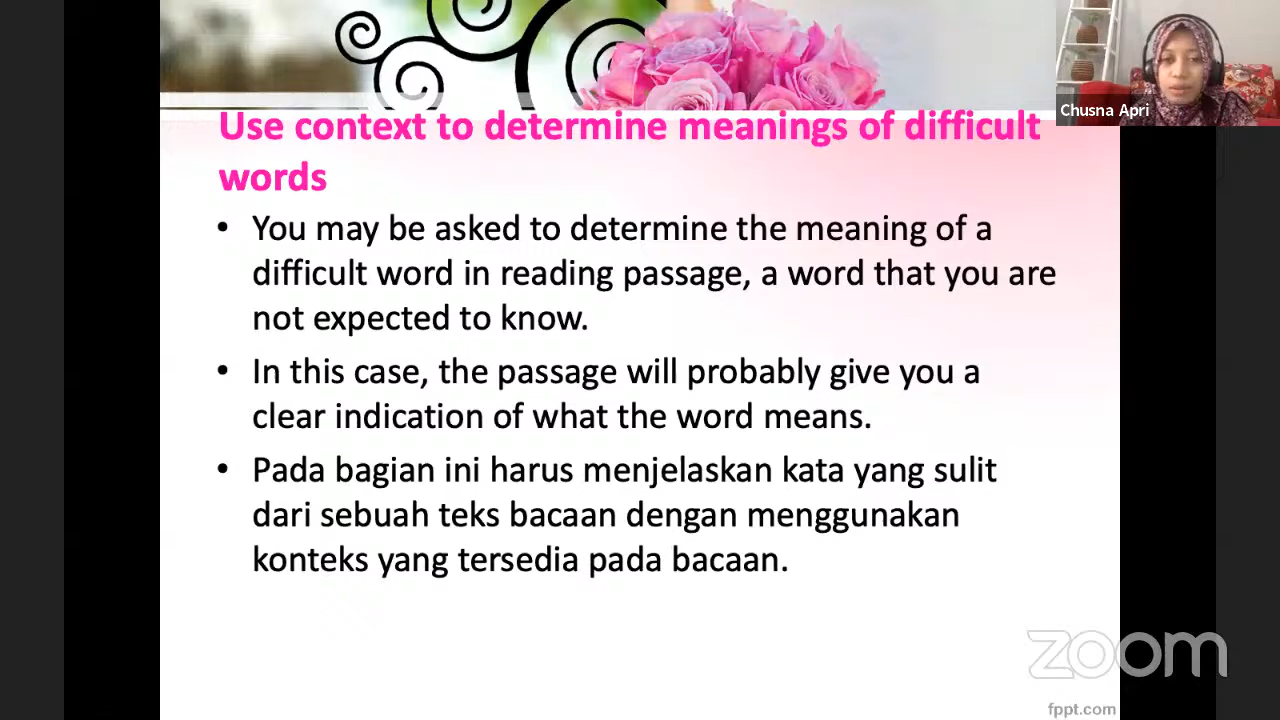 Chusna Apri
Use context to determine meanings of difficult
words
• You may be asked to determine the meaning of a
difficult word in reading passage, a word that you are
not expected to know.
• In this case, the passage will probably give you a
clear indication of what the word means.
• Pada bagian ini harus menjelaskan kata yang sulit
dari sebuah teks bacaan dengan menggunakan
konteks yang tersedia pada bacaan.
zoom
fppt.com